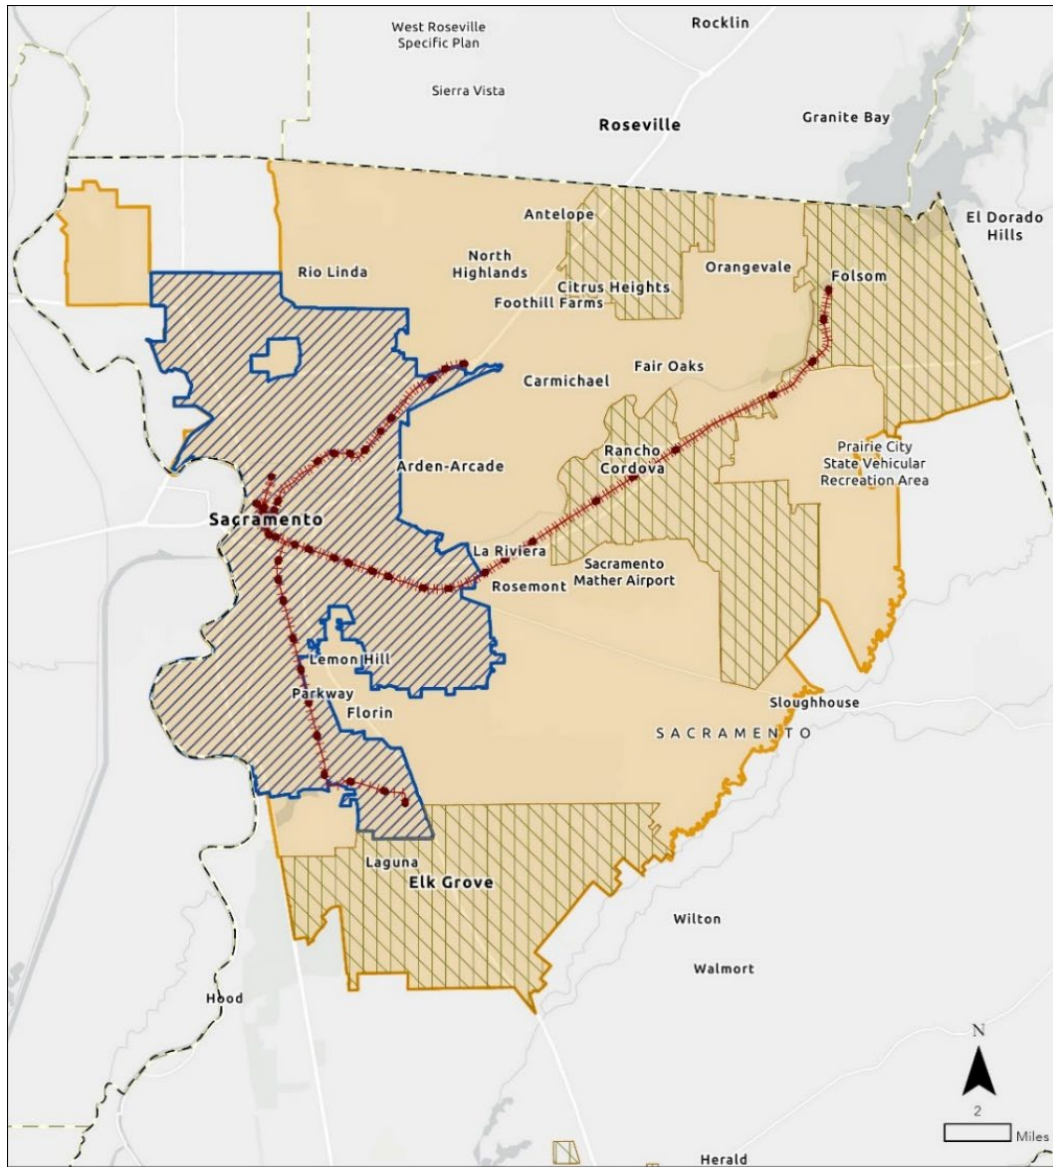 West Roseville
Specific Plan
Rocklin
Sierra Vista
Roseville
Granite Bay
El Dorado
Hills
Antelope
North
Highlands
Rio Linda
Orangevale
Folsom
Citrus Heights
Foothill Farms
Fair Oaks
Carmichael
Rancho
Cordova
Prairie City
State Vehicular
Recreation Area
Arden-Arcade
Sacramento
La Riviera
Rosemont
Sacramento
Mather Airport
Lemon Hill
Parkway
Florin
Sloughhouse
SACRAMENTO
Laguna
Elk Grove
Wilton
Walmort
Hood
N
2
Miles
Herald